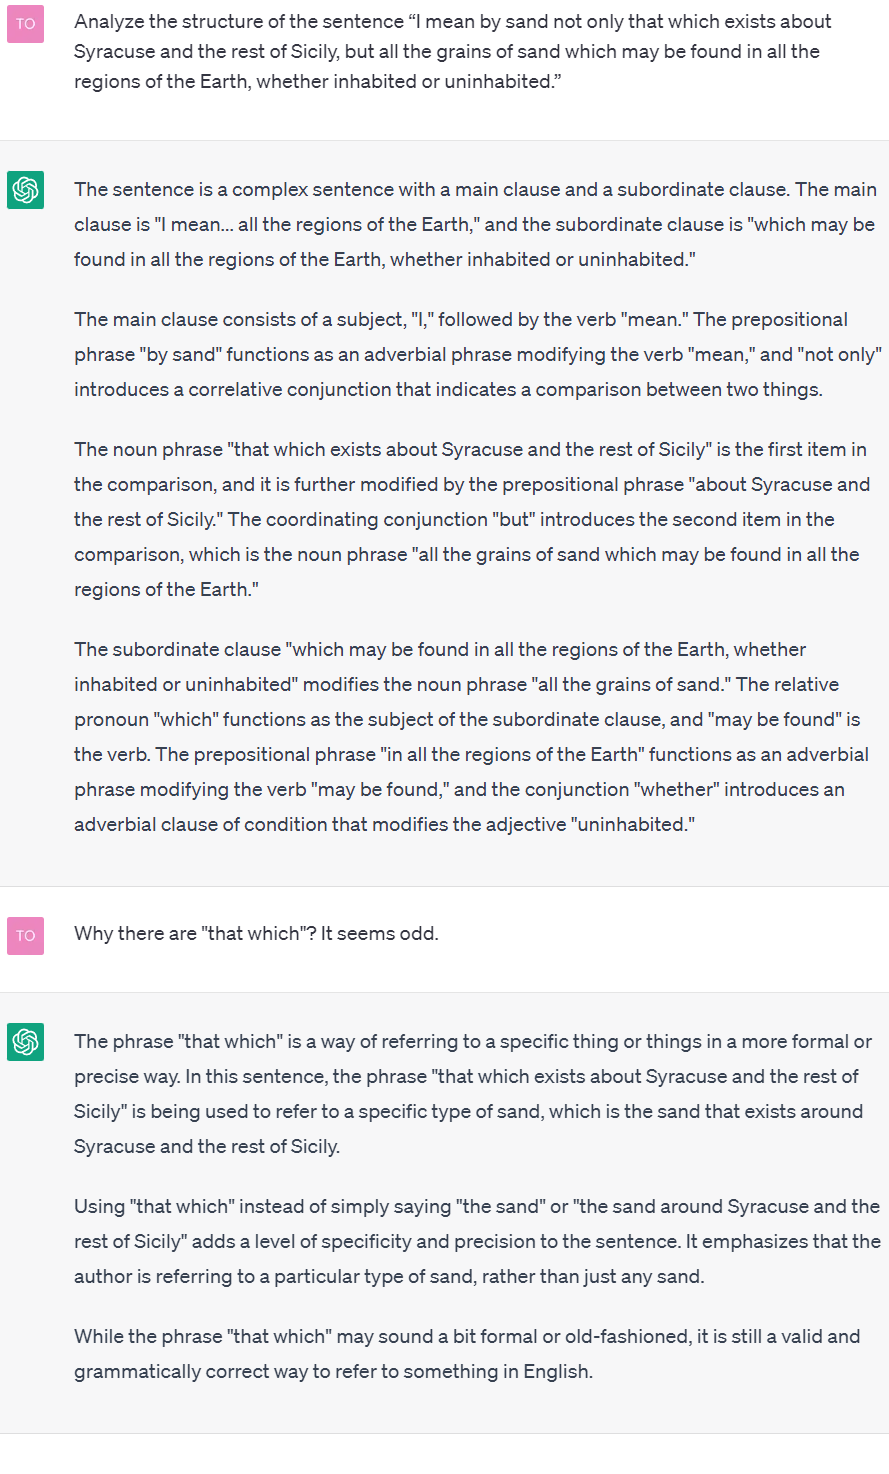 TO
Analyze the structure of the sentence “I mean by sand not only that which exists about
Syracuse and the rest of Sicily, but all the grains of sand which may be found in all the
regions of the Earth, whether inhabited or uninhabited.”
The sentence is a complex sentence with a main clause and a subordinate clause. The main
clause is "I mean... all the regions of the Earth," and the subordinate clause is "which may be
found in all the regions of the Earth, whether inhabited or uninhabited."
The main clause consists of a subject, "I," followed by the verb "mean." The prepositional
phrase "by sand" functions as an adverbial phrase modifying the verb "mean," and "not only"
introduces a correlative conjunction that indicates a comparison between two things.
The noun phrase "that which exists about Syracuse and the rest of Sicily" is the first item in
the comparison, and it is further modified by the prepositional phrase "about Syracuse and
the rest of Sicily." The coordinating conjunction "but" introduces the second item in the
comparison, which is the noun phrase "all the grains of sand which may be found in all the
regions of the Earth."
The subordinate clause "which may be found in all the regions of the Earth, whether
inhabited or uninhabited" modifies the noun phrase "all the grains of sand." The relative
pronoun "which" functions as the subject of the subordinate clause, and "may be found" is
the verb. The prepositional phrase "in all the regions of the Earth" functions as an adverbial
phrase modifying the verb "may be found," and the conjunction "whether" introduces an
adverbial clause of condition that modifies the adjective "uninhabited."
TO
Why there are "that which"? It seems odd.
The phrase "that which" is a way of referring to a specific thing or things in a more formal or
precise way. In this sentence, the phrase "that which exists about Syracuse and the rest of
Sicily" is being used to refer to a specific type of sand, which is the sand that exists around
Syracuse and the rest of Sicily.
Using "that which" instead of simply saying "the sand" or "the sand around Syracuse and the
rest of Sicily" adds a level of specificity and precision to the sentence. It emphasizes that the
author is referring to a particular type of sand, rather than just any sand.
While the phrase "that which" may sound a bit formal or old-fashioned, it is still a valid and
grammatically correct way to refer to something in English.